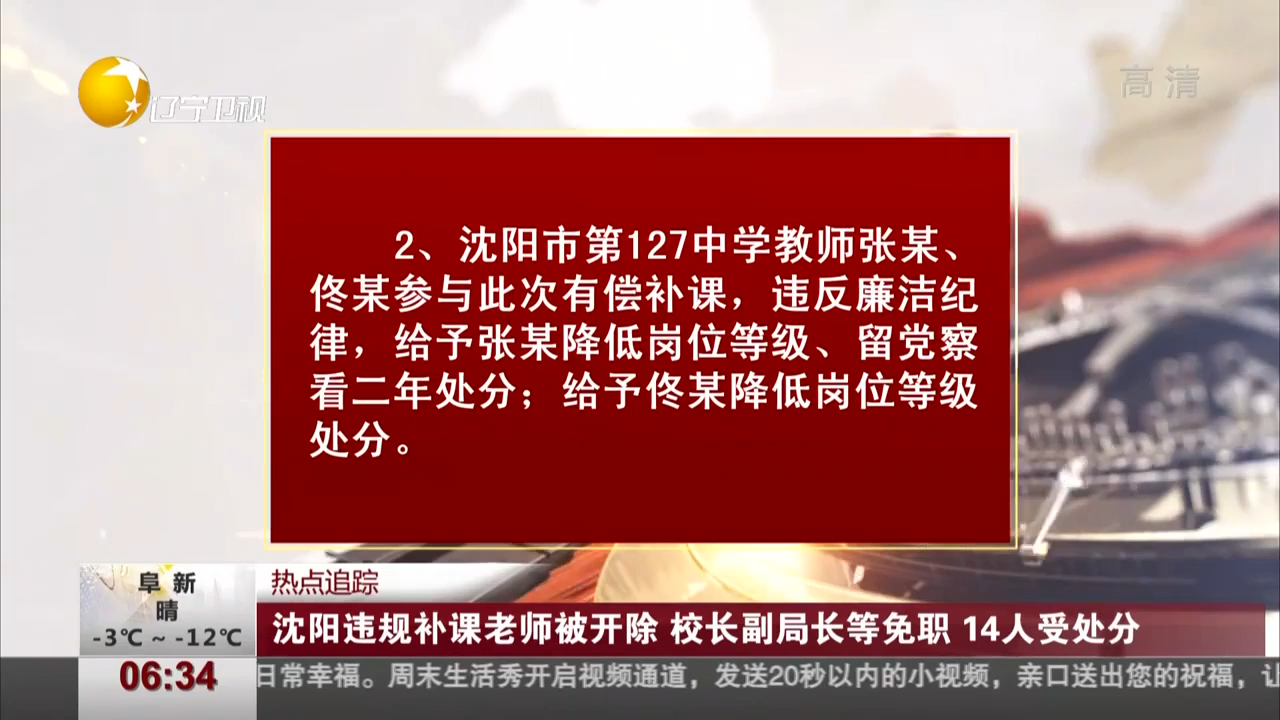 辽宁卫视
高清
2、沈阳市第127中学教师张某、
佟某参与此次有偿补课，违反廉洁纪
律，给予张某降低岗位等级、留党察
看二年处分；给予佟某降低岗位等级
处分。
阜新
晴
-3℃ ~ -12℃
06:34
热点追踪
沈阳违规补课老师被开除 校长副局长等免职 14人受处分
日常幸福。周末生活秀开启视频通道，发送20秒以内的小视频，亲口送出您的祝福，让